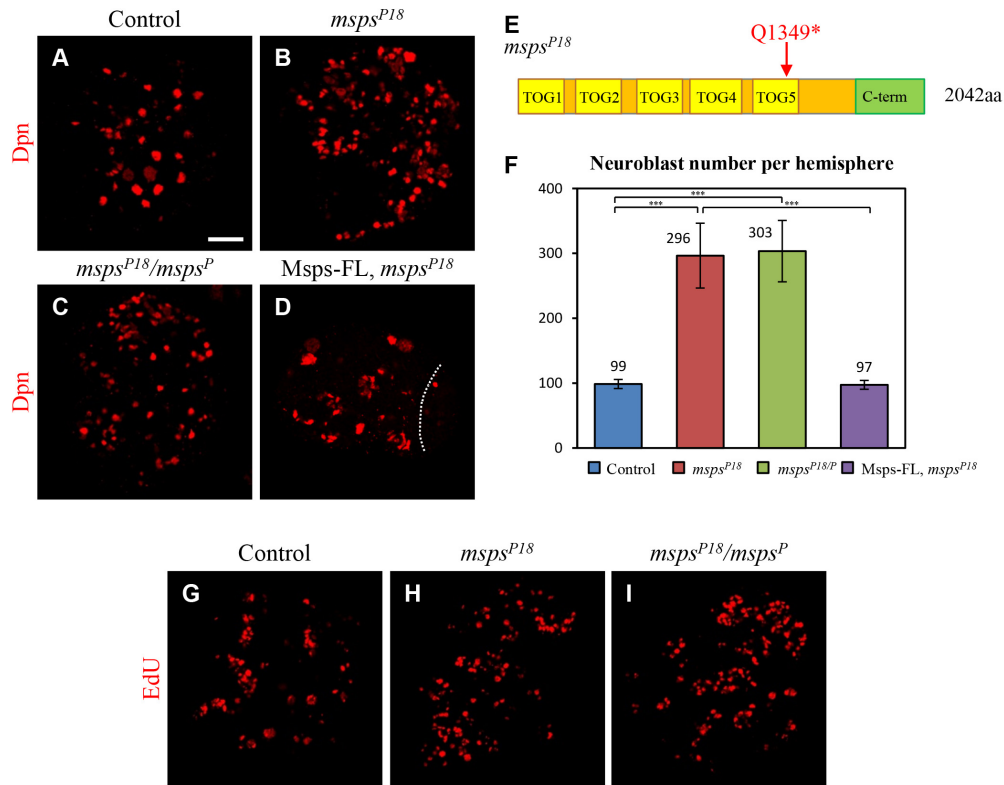 Control
msps^P18
A
B
Dpn
msps^P18/msps^P
Msps-FL, msps^P18
C
D
Dpn
E
msps^P18
Q1349*
TOG1 TOG2 TOG3 TOG4 TOG5 C-term
2042aa
F
Neuroblast number per hemisphere
400
300
200
100
0
***
*** ***
99
296
303
97
Control msps^P18 msps^P18/P Msps-FL, msps^P18
Control
msps^P18
msps^P18/msps^P
G
H
I
EdU